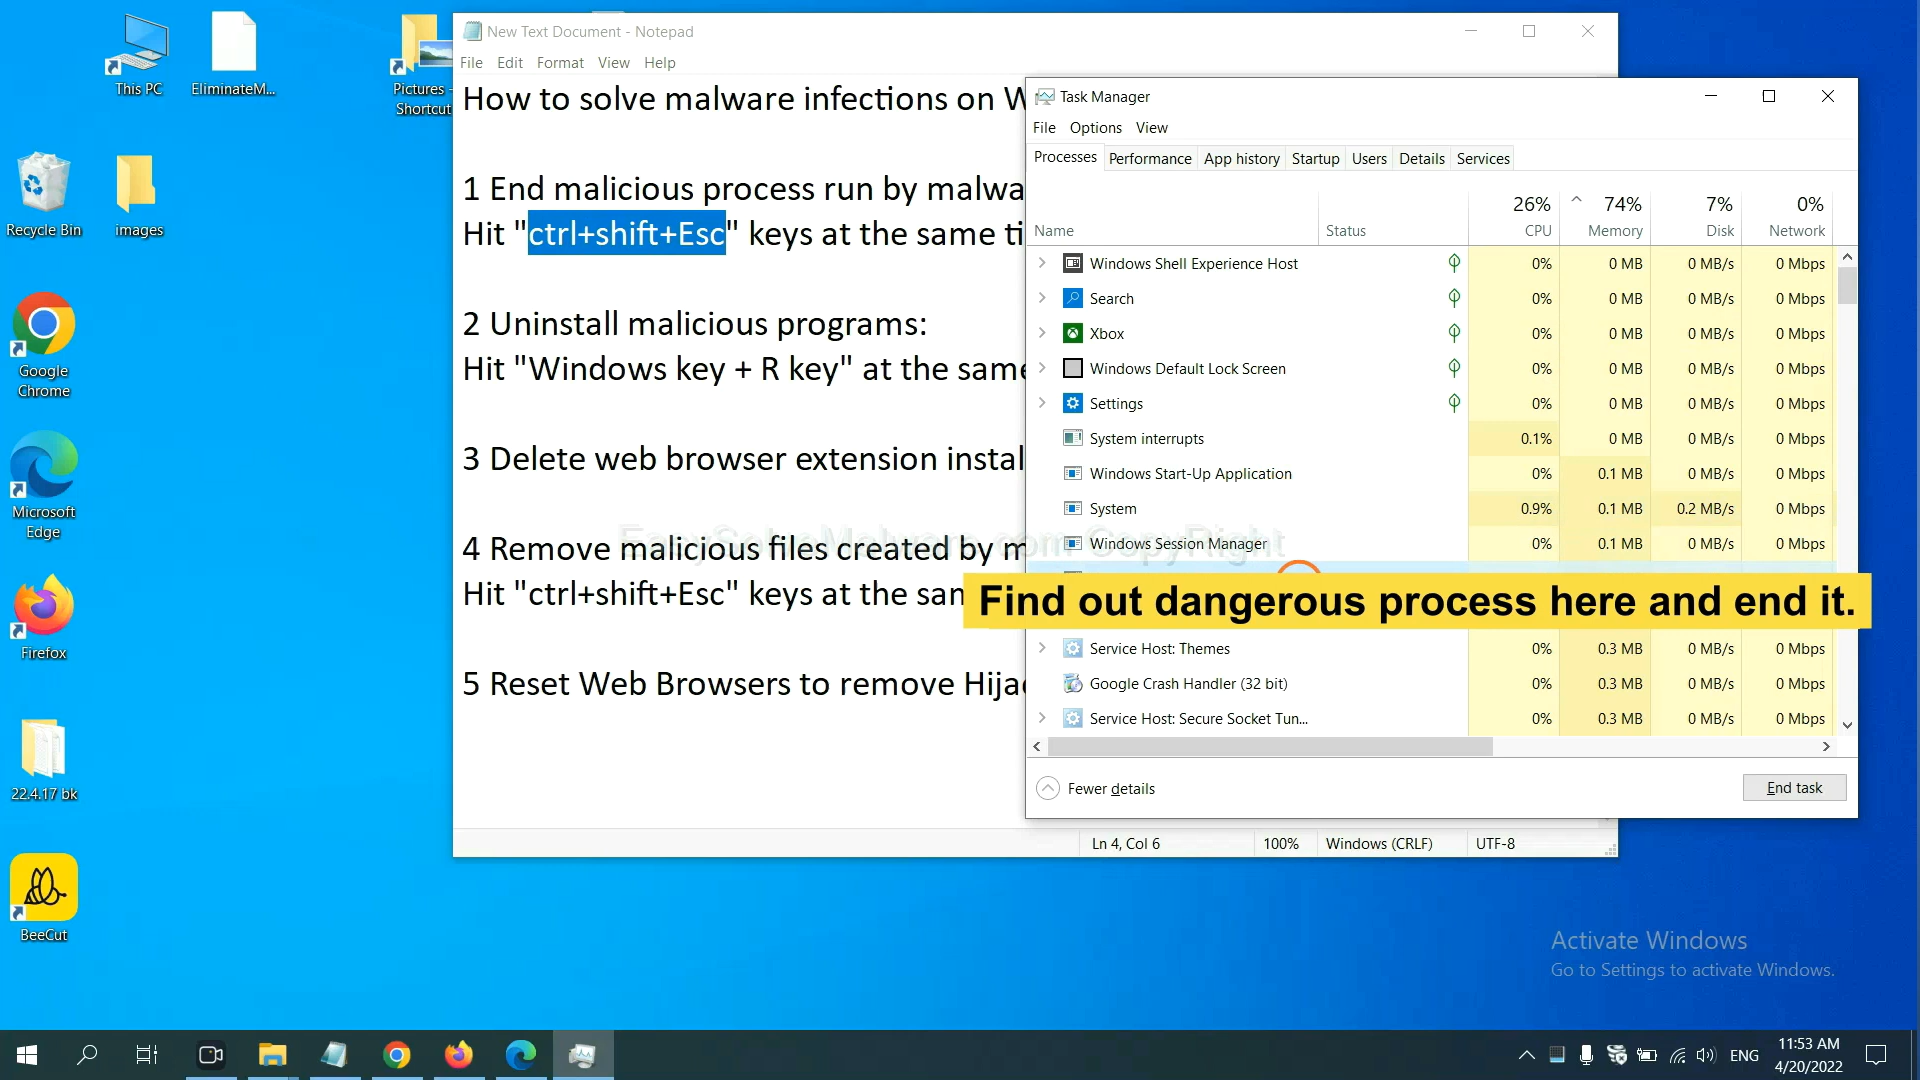 This PC
EliminateM...
Pictures -
Shortcut
Recycle Bin
images
Google
Chrome
Microsoft
Edge
Firefox
22.4.17 bk
BeeCut
New Text Document - Notepad
File Edit Format View Help
How to solve malware infections on W
1 End malicious process run by malwa
Hit "ctrl+shift+Esc" keys at the same ti
2 Uninstall malicious programs:
Hit "Windows key + R key" at the same
3 Delete web browser extension instal
4 Remove malicious files created by m
Hit "ctrl+shift+Esc" keys at the san
5 Reset Web Browsers to remove Hijac
EasySolveMalware.com CopyRight
Ln 4, Col 6 100% Windows (CRLF) UTF-8
Task Manager
File Options View
Processes Performance App history Startup Users Details Services
26% 74% 7% 0%
Name Status CPU Memory Disk Network
Windows Shell Experience Host 0% 0 MB 0 MB/s 0 Mbps
Search 0% 0 MB 0 MB/s 0 Mbps
Xbox 0% 0 MB 0 MB/s 0 Mbps
Windows Default Lock Screen 0% 0 MB 0 MB/s 0 Mbps
Settings 0% 0 MB 0 MB/s 0 Mbps
System interrupts 0.1% 0 MB 0 MB/s 0 Mbps
Windows Start-Up Application 0% 0.1 MB 0 MB/s 0 Mbps
System 0.9% 0.1 MB 0.2 MB/s 0 Mbps
Windows Session Manager 0% 0.1 MB 0 MB/s 0 Mbps
Find out dangerous process here and end it.
Service Host: Themes 0% 0.3 MB 0 MB/s 0 Mbps
Google Crash Handler (32 bit) 0% 0.3 MB 0 MB/s 0 Mbps
Service Host: Secure Socket Tun... 0% 0.3 MB 0 MB/s 0 Mbps
Fewer details
End task
Activate Windows
Go to Settings to activate Windows.
ENG
11:53 AM
4/20/2022